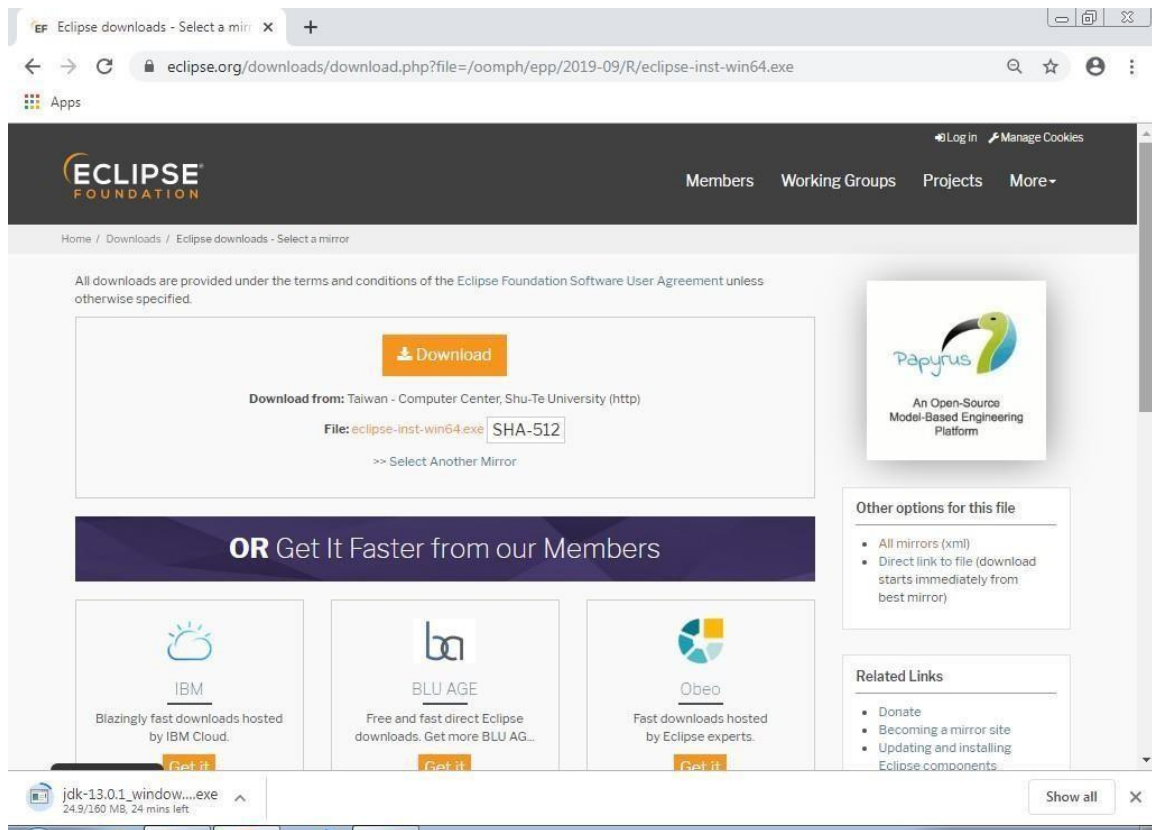 EF Eclipse downloads - Select a mirr
eclipse.org/downloads/download.php?file=/oomph/epp/2019-09/R/eclipse-inst-win64.exe
Apps
Log in Manage Cookies
ECLIPSE
FOUNDATION
Members Working Groups Projects More
Home / Downloads / Eclipse downloads - Select a mirror
All downloads are provided under the terms and conditions of the Eclipse Foundation Software User Agreement unless
otherwise specified.
Download
Download from: Taiwan - Computer Center, Shu-Te University (http)
File: eclipse-inst-win64.exe SHA-512
>> Select Another Mirror
OR Get It Faster from our Members
IBM
Blazingly fast downloads hosted
by IBM Cloud.
Get it
BLU AGE
Free and fast direct Eclipse
downloads. Get more BLU AG...
Get it
Obeo
Fast downloads hosted
by Eclipse experts.
Get it
Papyrus
An Open-Source
Model-Based Engineering
Platform
Other options for this file
All mirrors (xml)
Direct link to file (download
starts immediately from
best mirror)
Related Links
Donate
Becoming a mirror site
Updating and installing
Eclipse components
jdk-13.0.1_window....exe
24.9/160 MB, 24 mins left
Show all